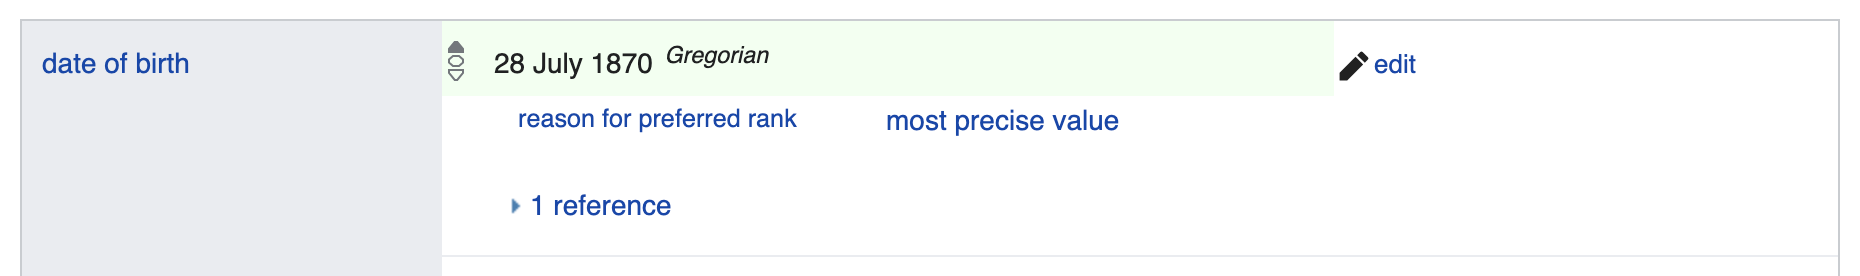 date of birth
28 July 1870 Gregorian
edit
reason for preferred rank most precise value
1 reference